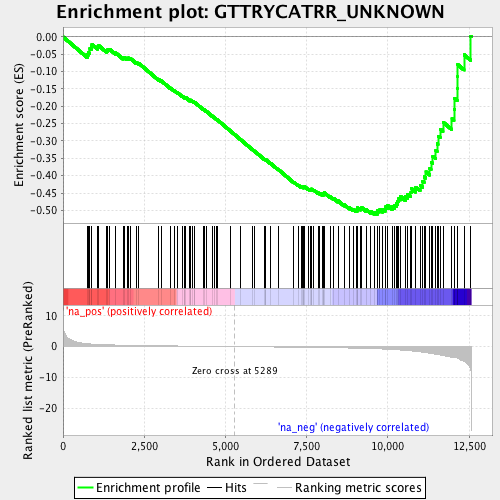 Enrichment plot: GTTRYCATRR_UNKNOWN
Enrichment score (ES)
0.00
-0.05
-0.10
-0.15
-0.20
-0.25
-0.30
-0.35
-0.40
-0.45
-0.50
'na_pos' (positively correlated)
Ranked list metric (PreRanked)
10
5
0
-5
-10
-15
-20
Zero cross at 5289
'na_neg' (negatively correlated)
0
2,500
5,000
7,500
10,000
12,500
Rank in Ordered Dataset
Enrichment profile
Hits
Ranking metric scores